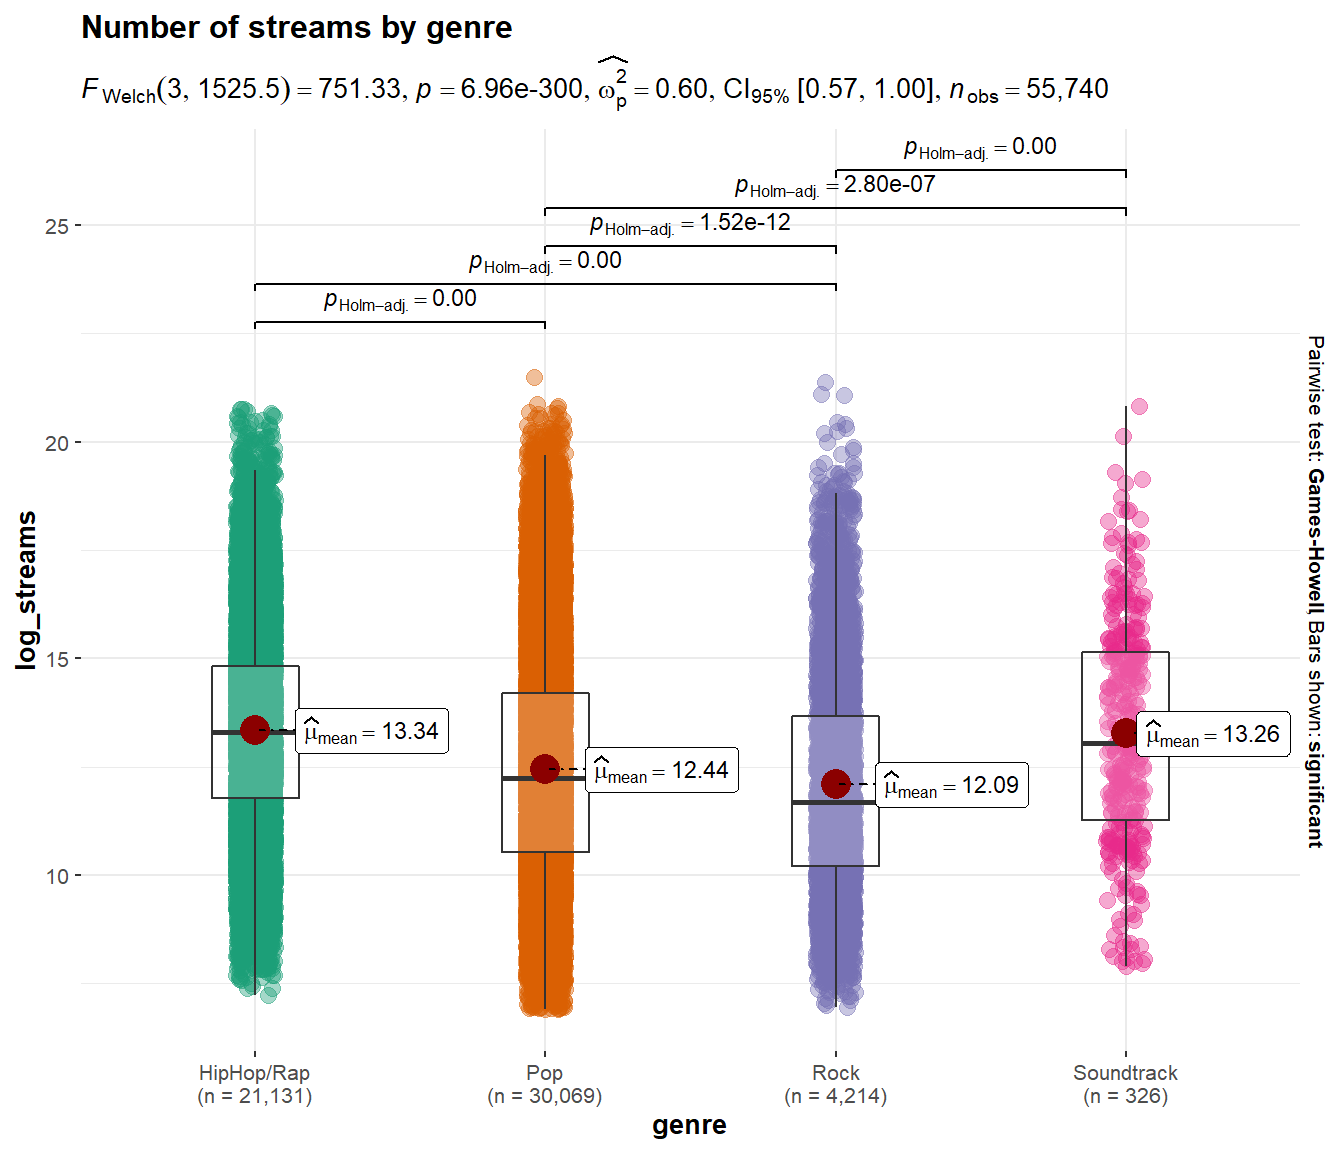 Number of streams by genre
F Welch(3, 1525.5) = 751.33, p = 6.96e-300, ω̂²p = 0.60, CI95% [0.57, 1.00], nobs = 55,740
pHolm–adj. = 0.00
pHolm–adj. = 2.80e-07
pHolm–adj. = 1.52e-12
pHolm–adj. = 0.00
pHolm–adj. = 0.00
25
20
15
10
log_streams
μ̂mean = 13.34
μ̂mean = 12.44
μ̂mean = 12.09
μ̂mean = 13.26
Pairwise test: Games-Howell, Bars shown: significant
HipHop/Rap
(n = 21,131)
Pop
(n = 30,069)
Rock
(n = 4,214)
Soundtrack
(n = 326)
genre